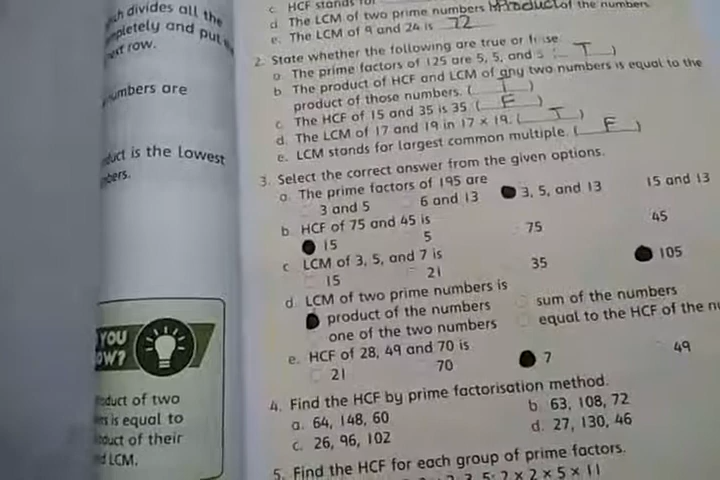 divides all the
and put
row.
numbers are
is the lowest
YOU
duct of two
is equal to
duct of their
LCM.
c. HCF stands for
d. The LCM of two prime numbers is Product of the numbers
e. The LCM of 9 and 24 is 72
2. State whether the following are true or
a. The prime factors of 125 are 5, 5, and 5 ( T )
b. The product of HCF and LCM of any two numbers is equal to the
product of those numbers. ( T )
c. The HCF of 15 and 35 is 35. ( F )
d. The LCM of 17 and 19 in 17 × 19. ( T )
e. LCM stands for largest common multiple. ( F )
3. Select the correct answer from the given options.
a. The prime factors of 195 are
3 and 5 6 and 13 3, 5, and 13 15 and 13
b. HCF of 75 and 45 is
15 5 75 45
c. LCM of 3, 5, and 7 is
15 21 35 105
d. LCM of two prime numbers is
product of the numbers sum of the numbers
one of the two numbers equal to the HCF of the
e. HCF of 28, 49 and 70 is
21 70 7 49
4. Find the HCF by prime factorisation method.
a. 64, 148, 60 b. 63, 108, 72
c. 26, 96, 102 d. 27, 130, 46
5. Find the HCF for each group of prime factors.
5; 2 × 2 × 5 × 11